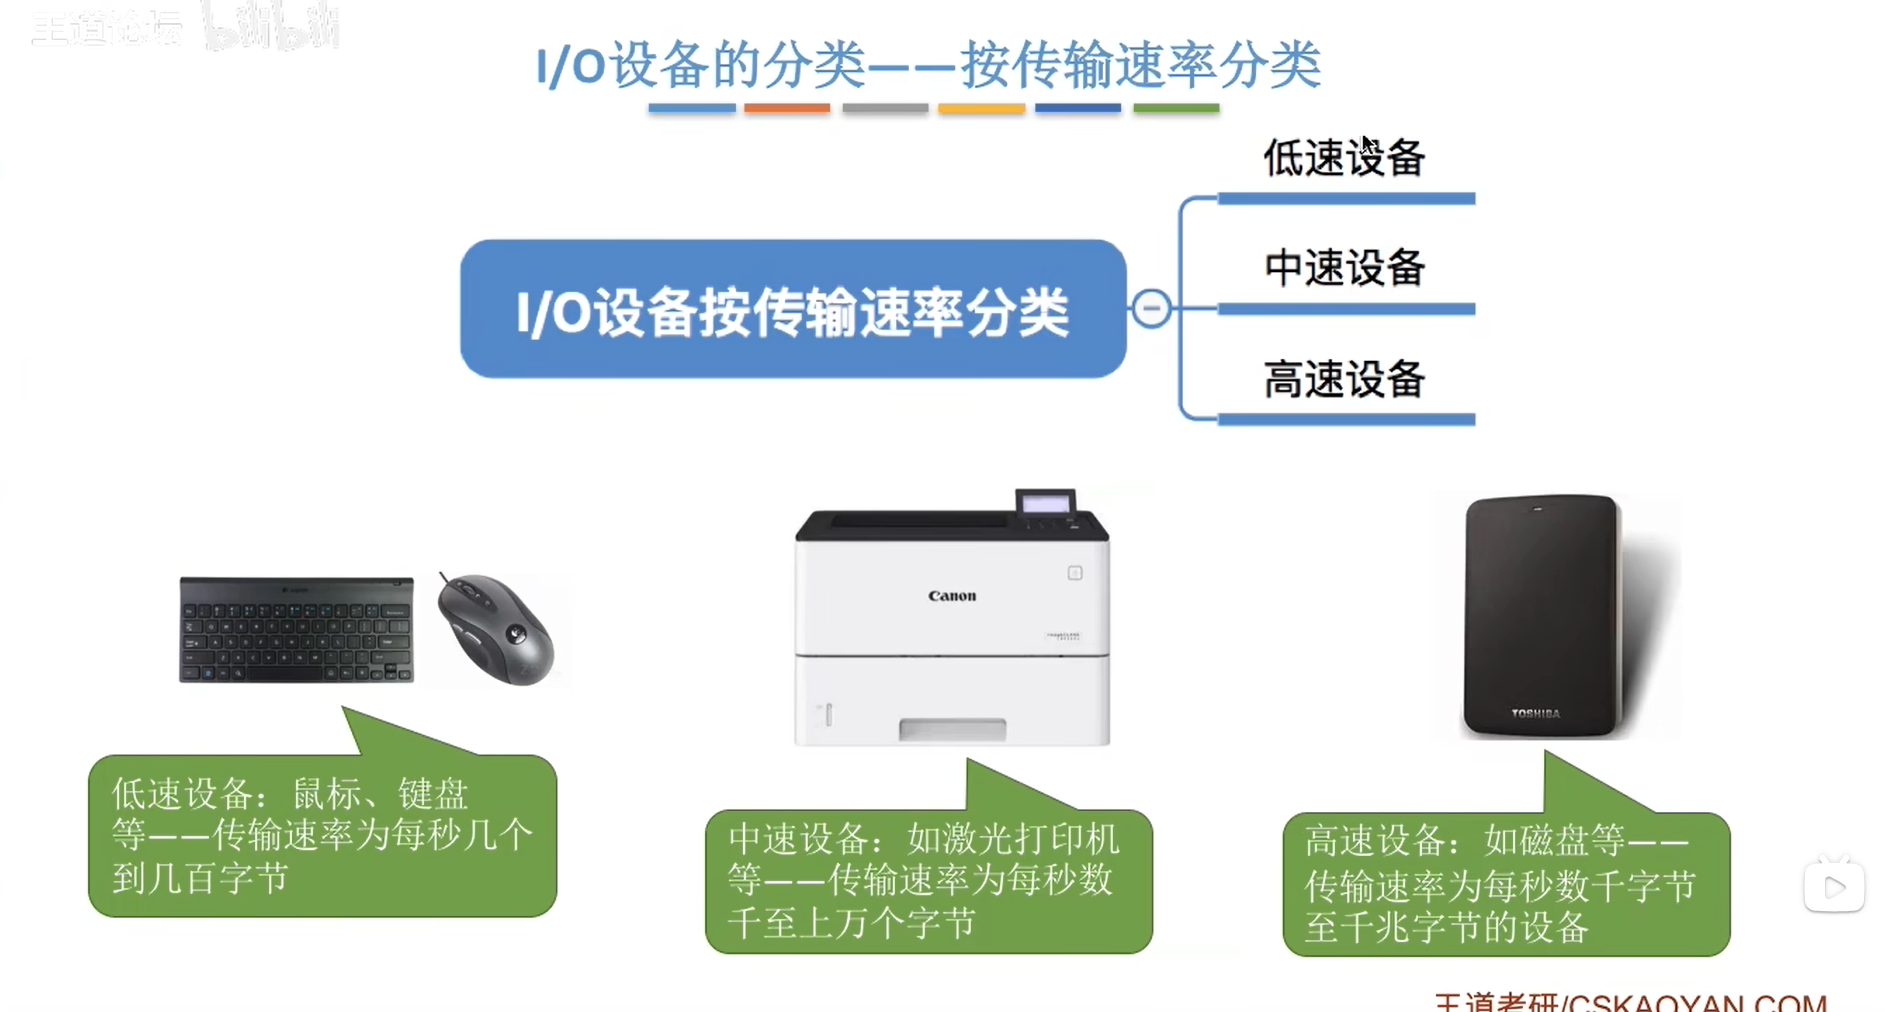 王道论坛 bilibili
I/O设备的分类——按传输速率分类
低速设备
中速设备
高速设备
I/O设备按传输速率分类
Canon
TOSHIBA
低速设备：鼠标、键盘
等——传输速率为每秒几个
到几百字节
中速设备：如激光打印机
等——传输速率为每秒数
千至上万个字节
高速设备：如磁盘等——
传输速率为每秒数千字节
至千兆字节的设备
王道考研/CSKAOYAN.COM